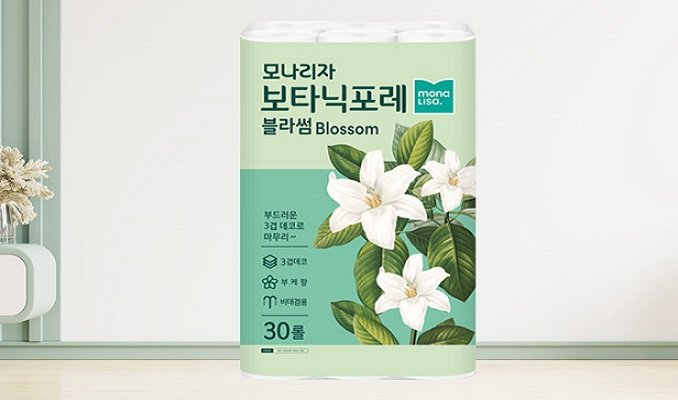 모나리자
보타닉포레
mona
LISA.
블라썸 Blossom
부드러운
3겹 데코로
마무리~
3겹데코
부케향
비데겸용
30롤